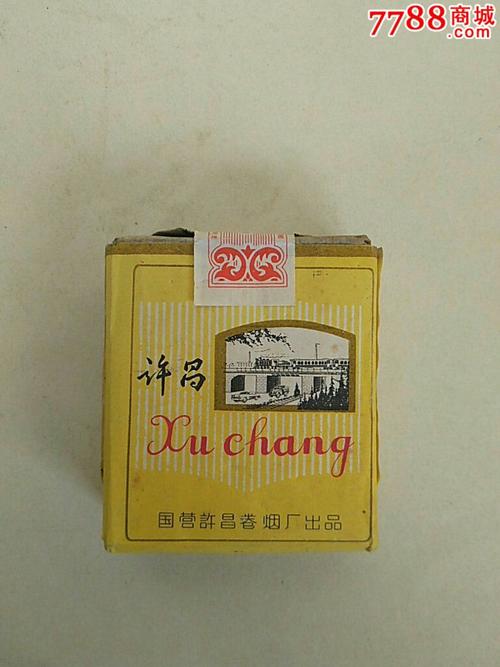 7788商城
xu.com
许昌
Xu chang
国营許昌卷烟厂出品